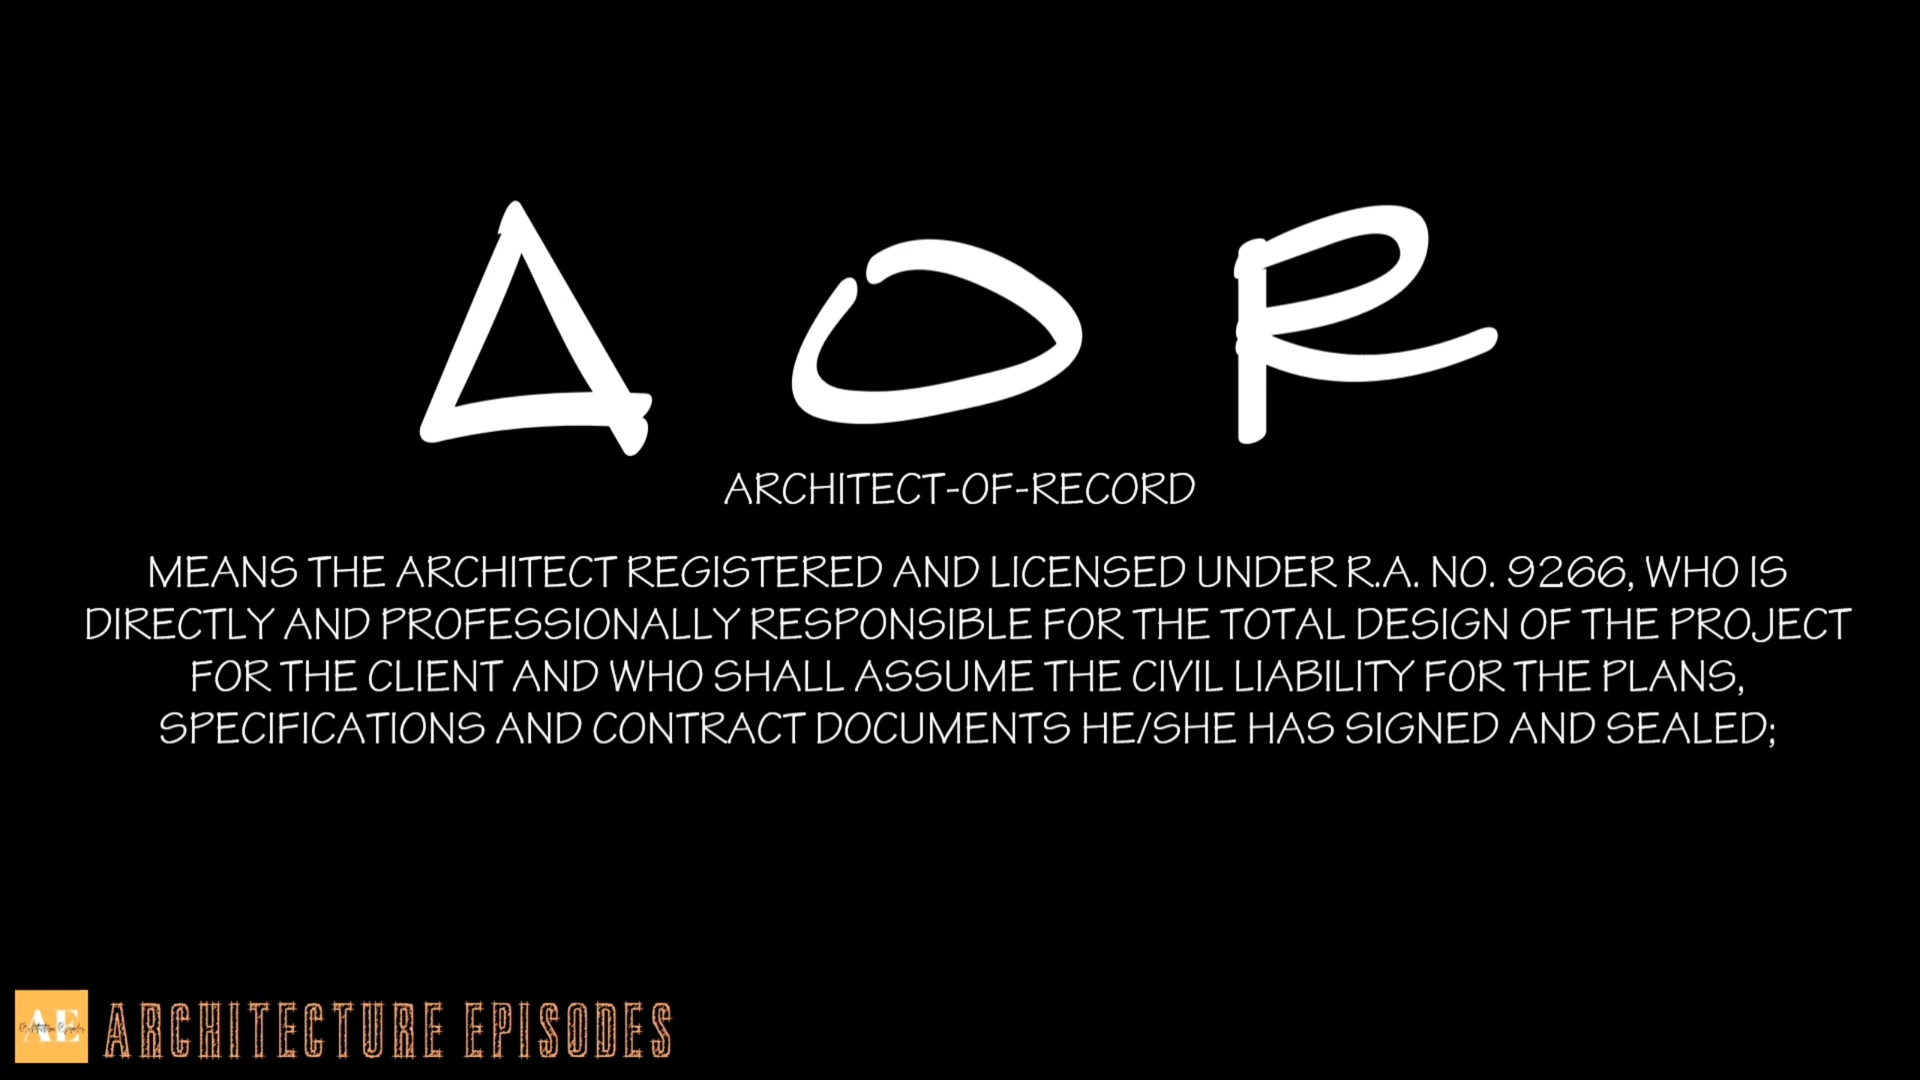 AOR
ARCHITECT-OF-RECORD
MEANS THE ARCHITECT REGISTERED AND LICENSED UNDER R.A. NO. 9266, WHO IS
DIRECTLY AND PROFESSIONALLY RESPONSIBLE FOR THE TOTAL DESIGN OF THE PROJECT
FOR THE CLIENT AND WHO SHALL ASSUME THE CIVIL LIABILITY FOR THE PLANS,
SPECIFICATIONS AND CONTRACT DOCUMENTS HE/SHE HAS SIGNED AND SEALED;
AE
ARCHITECTURE EPISODES